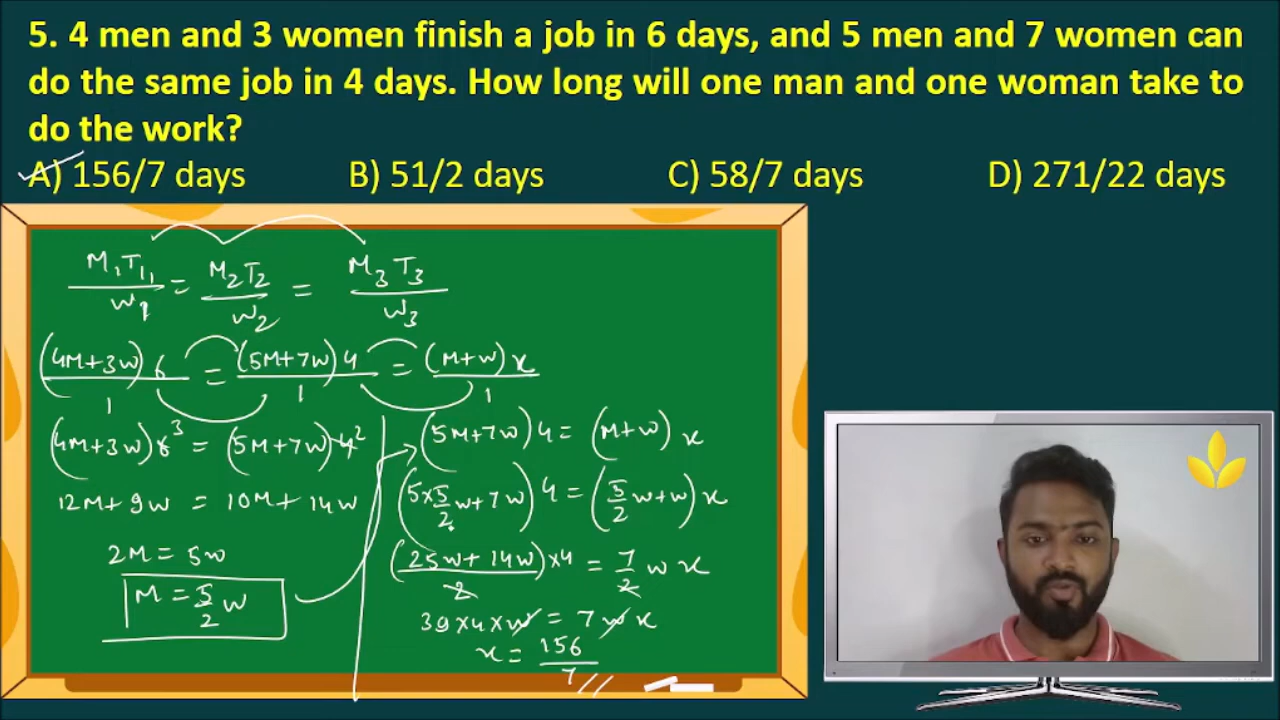 5. 4 men and 3 women finish a job in 6 days, and 5 men and 7 women can
do the same job in 4 days. How long will one man and one woman take to
do the work?
A) 156/7 days B) 51/2 days C) 58/7 days D) 271/22 days
M₁T₁₁/W₁ = M₂T₂/W₂ = M₃T₃/W₃
(4M+3W)6/1 = (5M+7W)4/1 = (M+W)x/1
(4M+3W)6³ = (5M+7W)4²
12M+9W = 10M+14W
2M = 5W
M = 5/2 W
(5M+7W)4 = (M+W)x
(5×5/2 W+7W)4 = (5/2 W+W)x
(25W+14W/2)×4 = 7/2 W x
39×4×W = 7Wx
x = 156/7 //